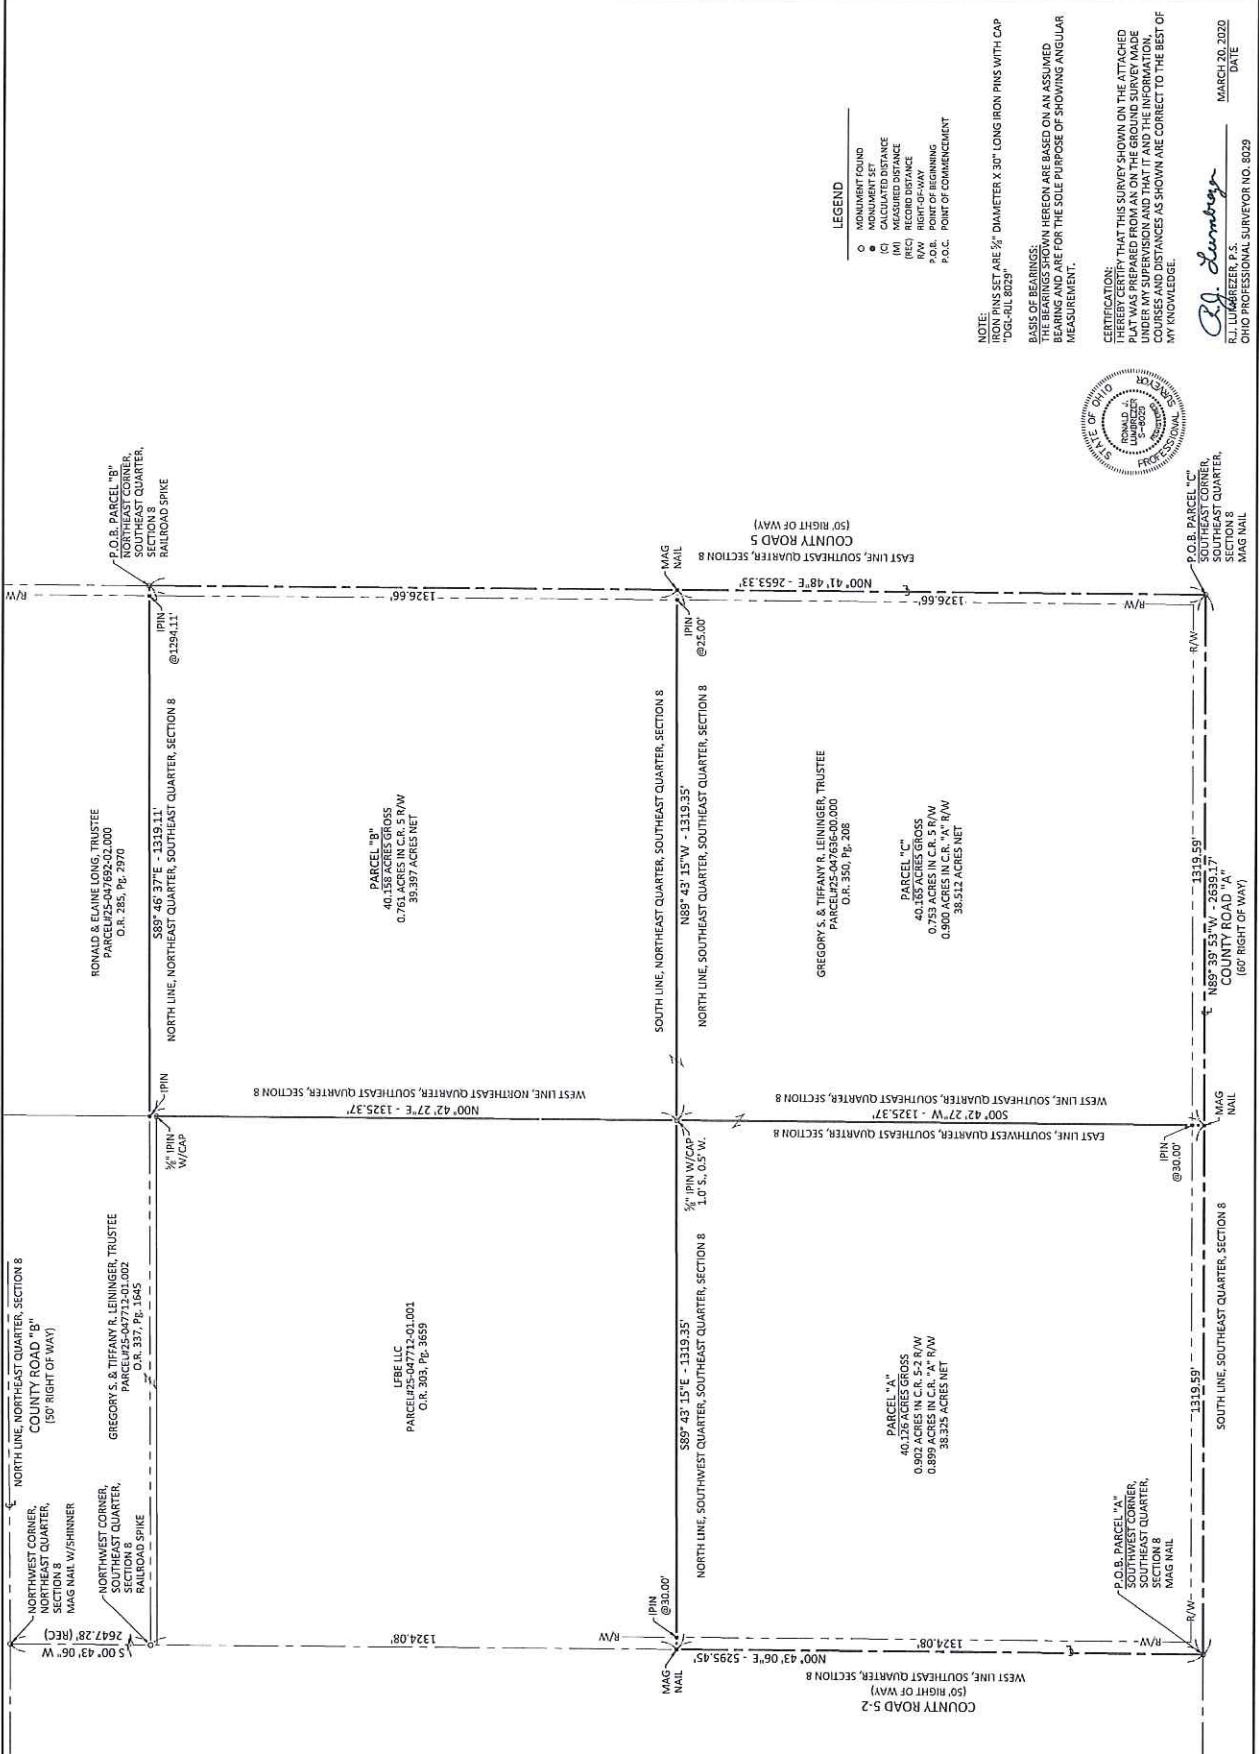 NORTH LINE, NORTHEAST QUARTER, SECTION 8
COUNTY ROAD "B"
(50' RIGHT OF WAY)
NORTHWEST CORNER,
NORTHEAST QUARTER,
SECTION 8
MAG NAIL W/SHINNER
NORTHWEST CORNER,
SOUTHEAST QUARTER,
SECTION 8
RAILROAD SPIKE
S 00° 43' 06" W
2647.28' (REC)
GREGORY S. & TIFFANY R. LEININGER, TRUSTEE
PARCEL#25-047712-01.002
O.R. 337, Pg. 1645
RONALD & ELAINE LONG, TRUSTEE
PARCEL#25-047692-02.000
O.R. 285, Pg. 2970
P.O.B. PARCEL "B"
NORTHEAST CORNER,
SOUTHEAST QUARTER,
SECTION 8
RAILROAD SPIKE
R/W
IPIN
5/8" IPIN
W/CAP
S89° 46' 37"E - 1319.11'
NORTH LINE, NORTHEAST QUARTER, SOUTHEAST QUARTER, SECTION 8
IPIN
@1294.11'
1324.08'
LFBE LLC
PARCEL#25-047712-01.001
O.R. 303, Pg. 3659
N00° 42' 27"E - 1325.37'
WEST LINE, NORTHEAST QUARTER, SOUTHEAST QUARTER, SECTION 8
PARCEL "B"
40.158 ACRES GROSS
0.761 ACRES IN C.R. 5 R/W
39.397 ACRES NET
1326.66'
R/W
IPIN
@30.00'
MAG
NAIL
S89° 43' 15"E - 1319.35'
NORTH LINE, SOUTHWEST QUARTER, SOUTHEAST QUARTER, SECTION 8
5/8" IPIN W/CAP
1.0' S., 0.5' W.
SOUTH LINE, NORTHEAST QUARTER, SOUTHEAST QUARTER, SECTION 8
N89° 43' 15"W - 1319.35'
NORTH LINE, SOUTHEAST QUARTER, SOUTHEAST QUARTER, SECTION 8
IPIN
@25.00'
MAG
NAIL
N00° 41' 48"E - 2653.33'
EAST LINE, SOUTHEAST QUARTER, SECTION 8
COUNTY ROAD 5
(50' RIGHT OF WAY)
N00° 43' 06"E - 5295.45'
WEST LINE, SOUTHEAST QUARTER, SECTION 8
(50' RIGHT OF WAY)
COUNTY ROAD 5-2
1324.08'
PARCEL "A"
40.126 ACRES GROSS
0.902 ACRES IN C.R. 5-2 R/W
0.899 ACRES IN C.R. "A" R/W
38.325 ACRES NET
WEST LINE, SOUTHEAST QUARTER, SOUTHEAST QUARTER, SECTION 8
S00° 42' 27"W - 1325.37'
EAST LINE, SOUTHWEST QUARTER, SOUTHEAST QUARTER, SECTION 8
GREGORY S. & TIFFANY R. LEININGER, TRUSTEE
PARCEL#25-047636-00.000
O.R. 350, Pg. 208
PARCEL "C"
40.165 ACRES GROSS
0.753 ACRES IN C.R. 5 R/W
0.900 ACRES IN C.R. "A" R/W
38.512 ACRES NET
1326.66'
R/W
P.O.B. PARCEL "A"
SOUTHWEST CORNER,
SOUTHEAST QUARTER,
SECTION 8
MAG NAIL
R/W
R/W
1319.59'
SOUTH LINE, SOUTHEAST QUARTER, SECTION 8
IPIN
@30.00'
MAG
NAIL
1319.59'
N89° 39' 53"W - 2639.17'
COUNTY ROAD "A"
(60' RIGHT OF WAY)
R/W
P.O.B. PARCEL "C"
SOUTHEAST CORNER,
SOUTHEAST QUARTER,
SECTION 8
MAG NAIL
LEGEND
MONUMENT FOUND
MONUMENT SET
(C) CALCULATED DISTANCE
(M) MEASURED DISTANCE
(REC) RECORD DISTANCE
R/W RIGHT-OF-WAY
P.O.B. POINT OF BEGINNING
P.O.C. POINT OF COMMENCEMENT
NOTE:
IRON PINS SET ARE 5/8" DIAMETER X 30" LONG IRON PINS WITH CAP
"DGL-RJL 8029"
BASIS OF BEARINGS:
THE BEARINGS SHOWN HEREON ARE BASED ON AN ASSUMED
BEARING AND ARE FOR THE SOLE PURPOSE OF SHOWING ANGULAR
MEASUREMENT.
CERTIFICATION:
I HEREBY CERTIFY THAT THIS SURVEY SHOWN ON THE ATTACHED
PLAT WAS PREPARED FROM AN ON THE GROUND SURVEY MADE
UNDER MY SUPERVISION AND THAT IT AND THE INFORMATION,
COURSES AND DISTANCES AS SHOWN ARE CORRECT TO THE BEST OF
MY KNOWLEDGE.
STATE OF OHIO
RONALD J.
LUMBREZER
S-8029
REGISTERED
PROFESSIONAL SURVEYOR
R.J. Lumbrezer
R.J. LUMBREZER, P.S.
OHIO PROFESSIONAL SURVEYOR NO. 8029
MARCH 20, 2020
DATE